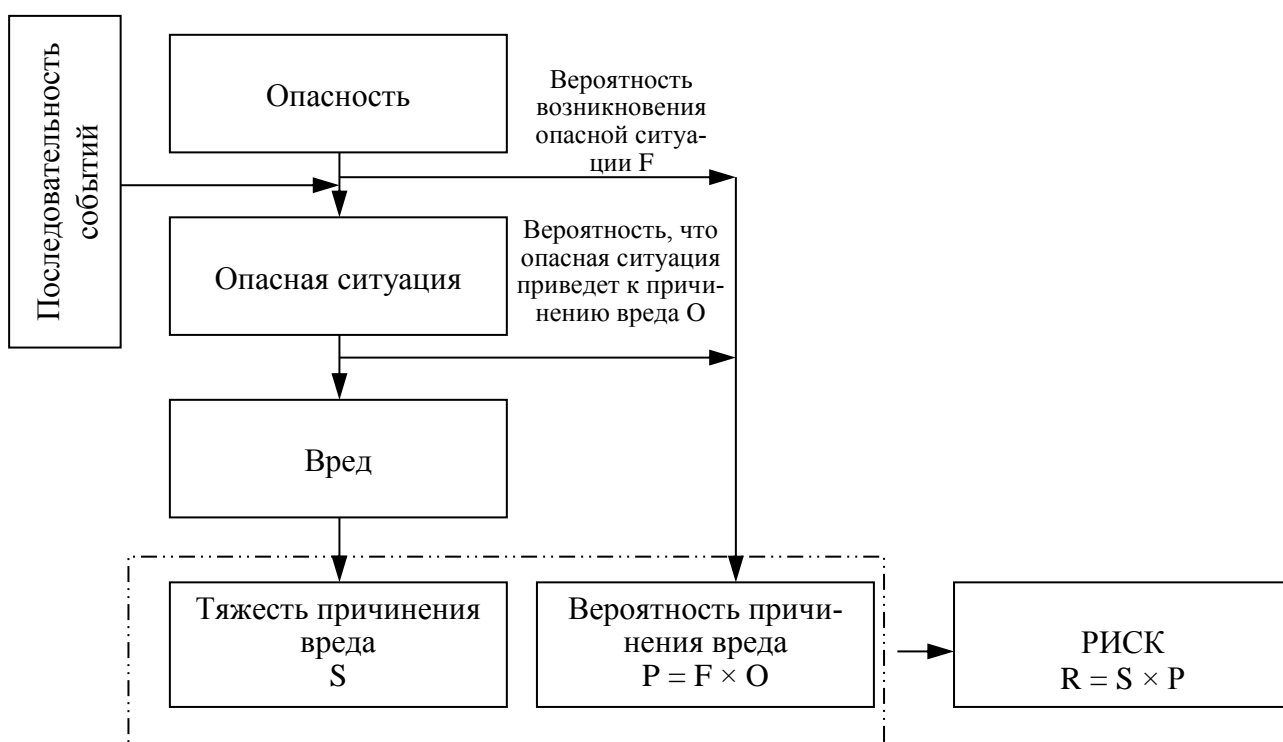 Последовательность
событий
Опасность
Вероятность
возникновения
опасной ситуа-
ции F
Опасная ситуация
Вероятность, что
опасная ситуация
приведет к причи-
нению вреда O
Вред
Тяжесть причинения
вреда
S
Вероятность причи-
нения вреда
P = F × O
РИСК
R = S × P